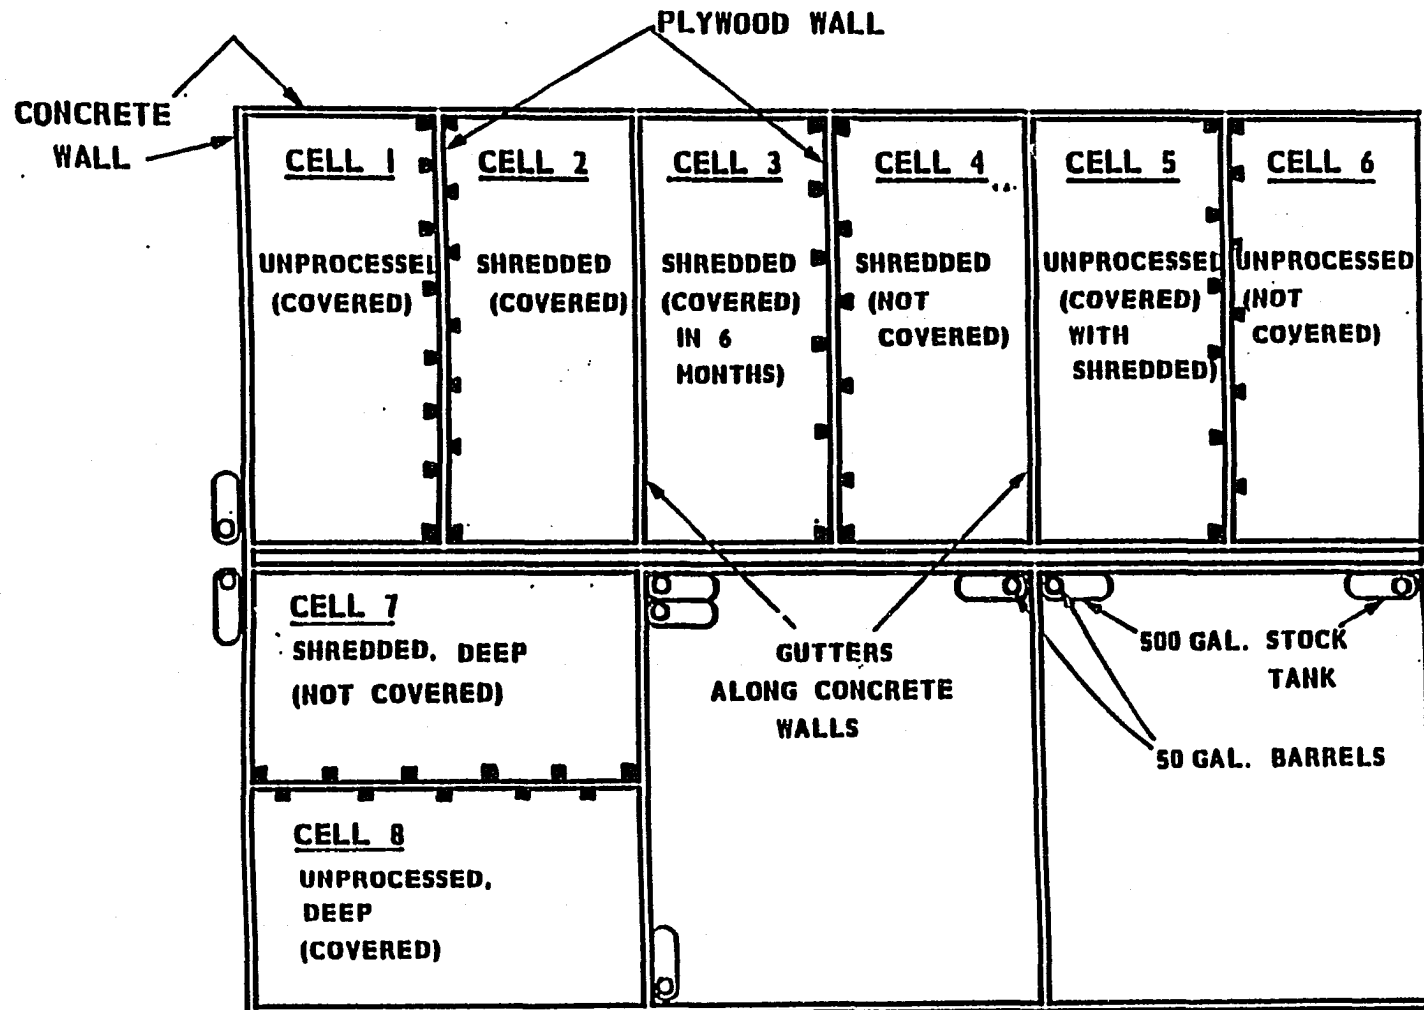 PLYWOOD WALL
CONCRETE
WALL
CELL 1
UNPROCESSED
(COVERED)
CELL 2
SHREDDED
(COVERED)
CELL 3
SHREDDED
(COVERED)
IN 6
MONTHS)
CELL 4
SHREDDED
(NOT
COVERED)
CELL 5
UNPROCESSED
(COVERED)
WITH
SHREDDED)
CELL 6
UNPROCESSED
(NOT
COVERED)
CELL 7
SHREDDED, DEEP
(NOT COVERED)
CELL 8
UNPROCESSED,
DEEP
(COVERED)
GUTTERS
ALONG CONCRETE
WALLS
500 GAL. STOCK
TANK
50 GAL. BARRELS